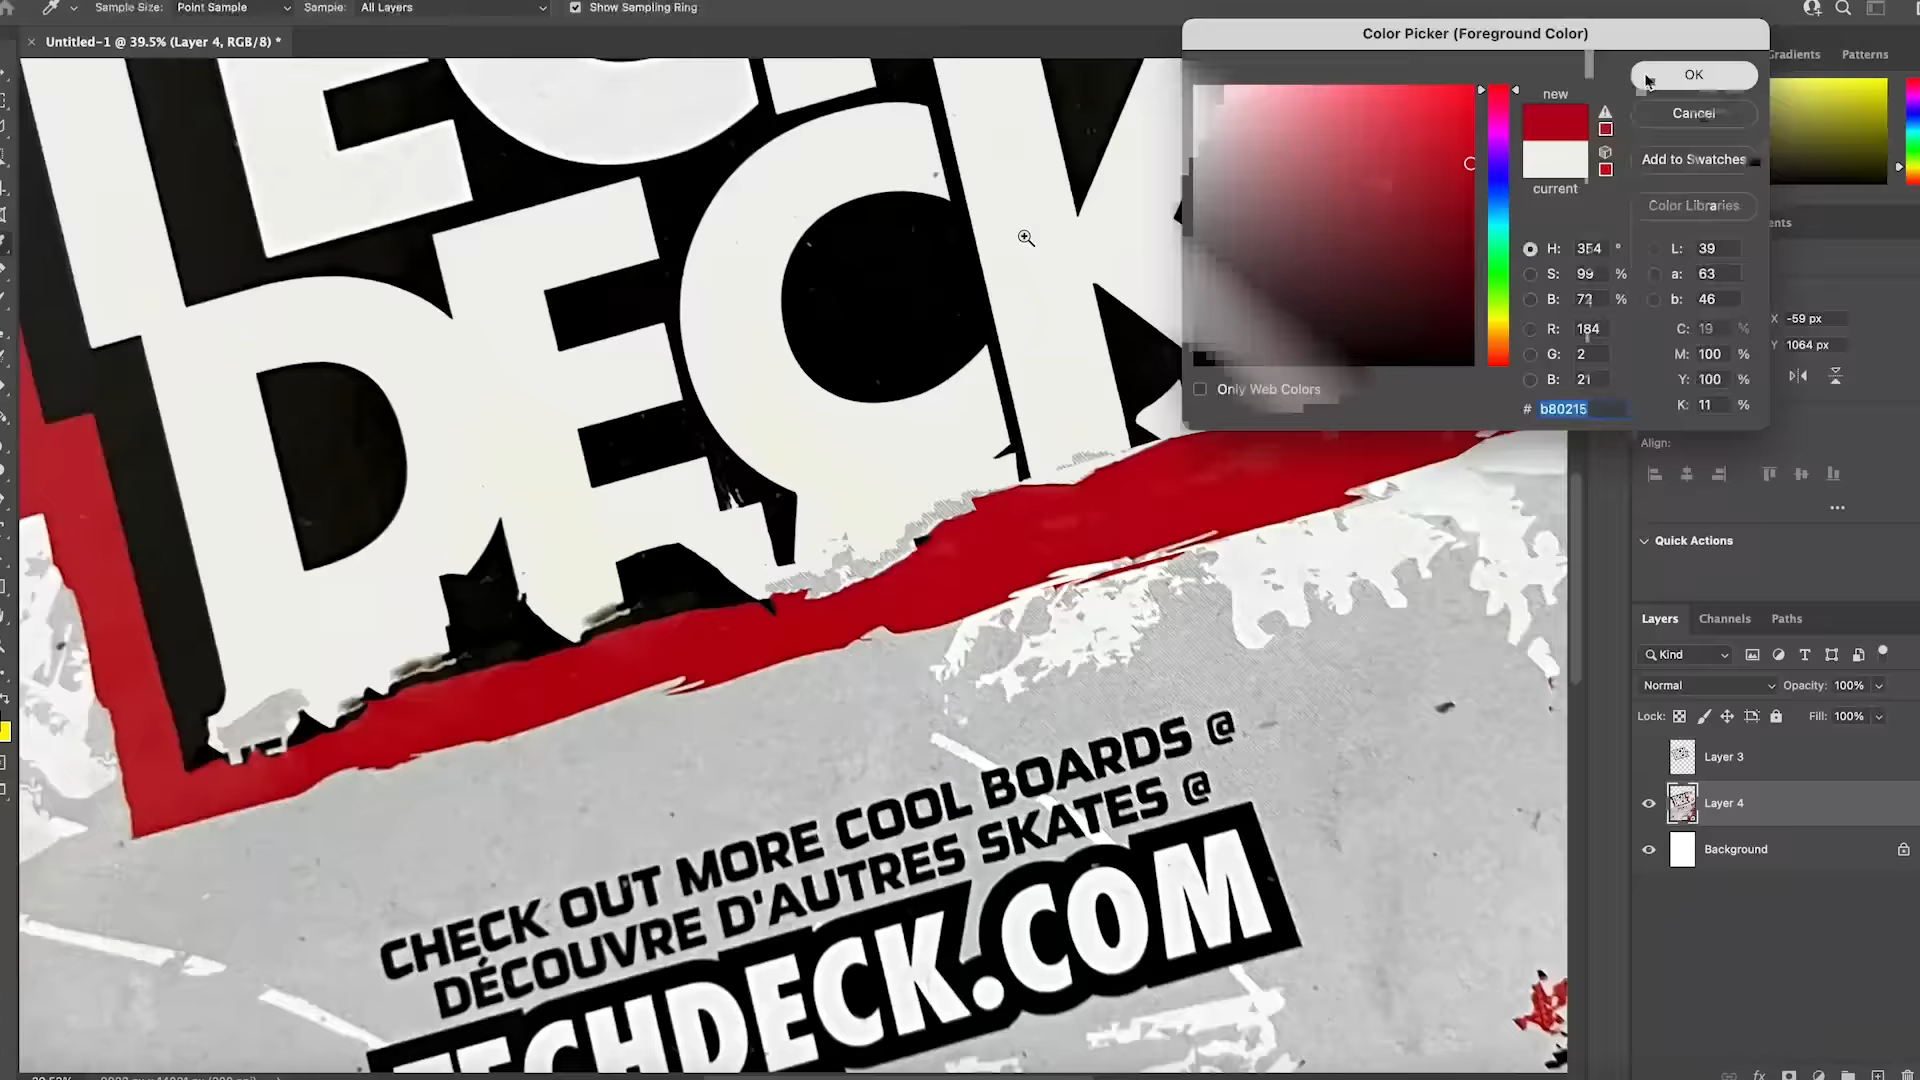 Sample Size: Point Sample Sample: All Layers Show Sampling Ring
× Untitled-1 @ 39.5% (Layer 4, RGB/8) *
DECK
CHECK OUT MORE COOL BOARDS @
DÉCOUVRE D'AUTRES SKATES @
TECHDECK.COM
Color Picker (Foreground Color)
new
current
OK
Cancel
Add to Swatches
Color Libraries
H: 354 °
S: 99 %
B: 72 %
R: 184
G: 2
B: 21
# b80215
L: 39
a: 63
b: 46
C: 19 %
M: 100 %
Y: 100 %
K: 11 %
Only Web Colors
Gradients Patterns
X -59 px
Y 1064 px
Align:
Quick Actions
Layers Channels Paths
Kind
Normal Opacity: 100%
Lock: Fill: 100%
Layer 3
Layer 4
Background